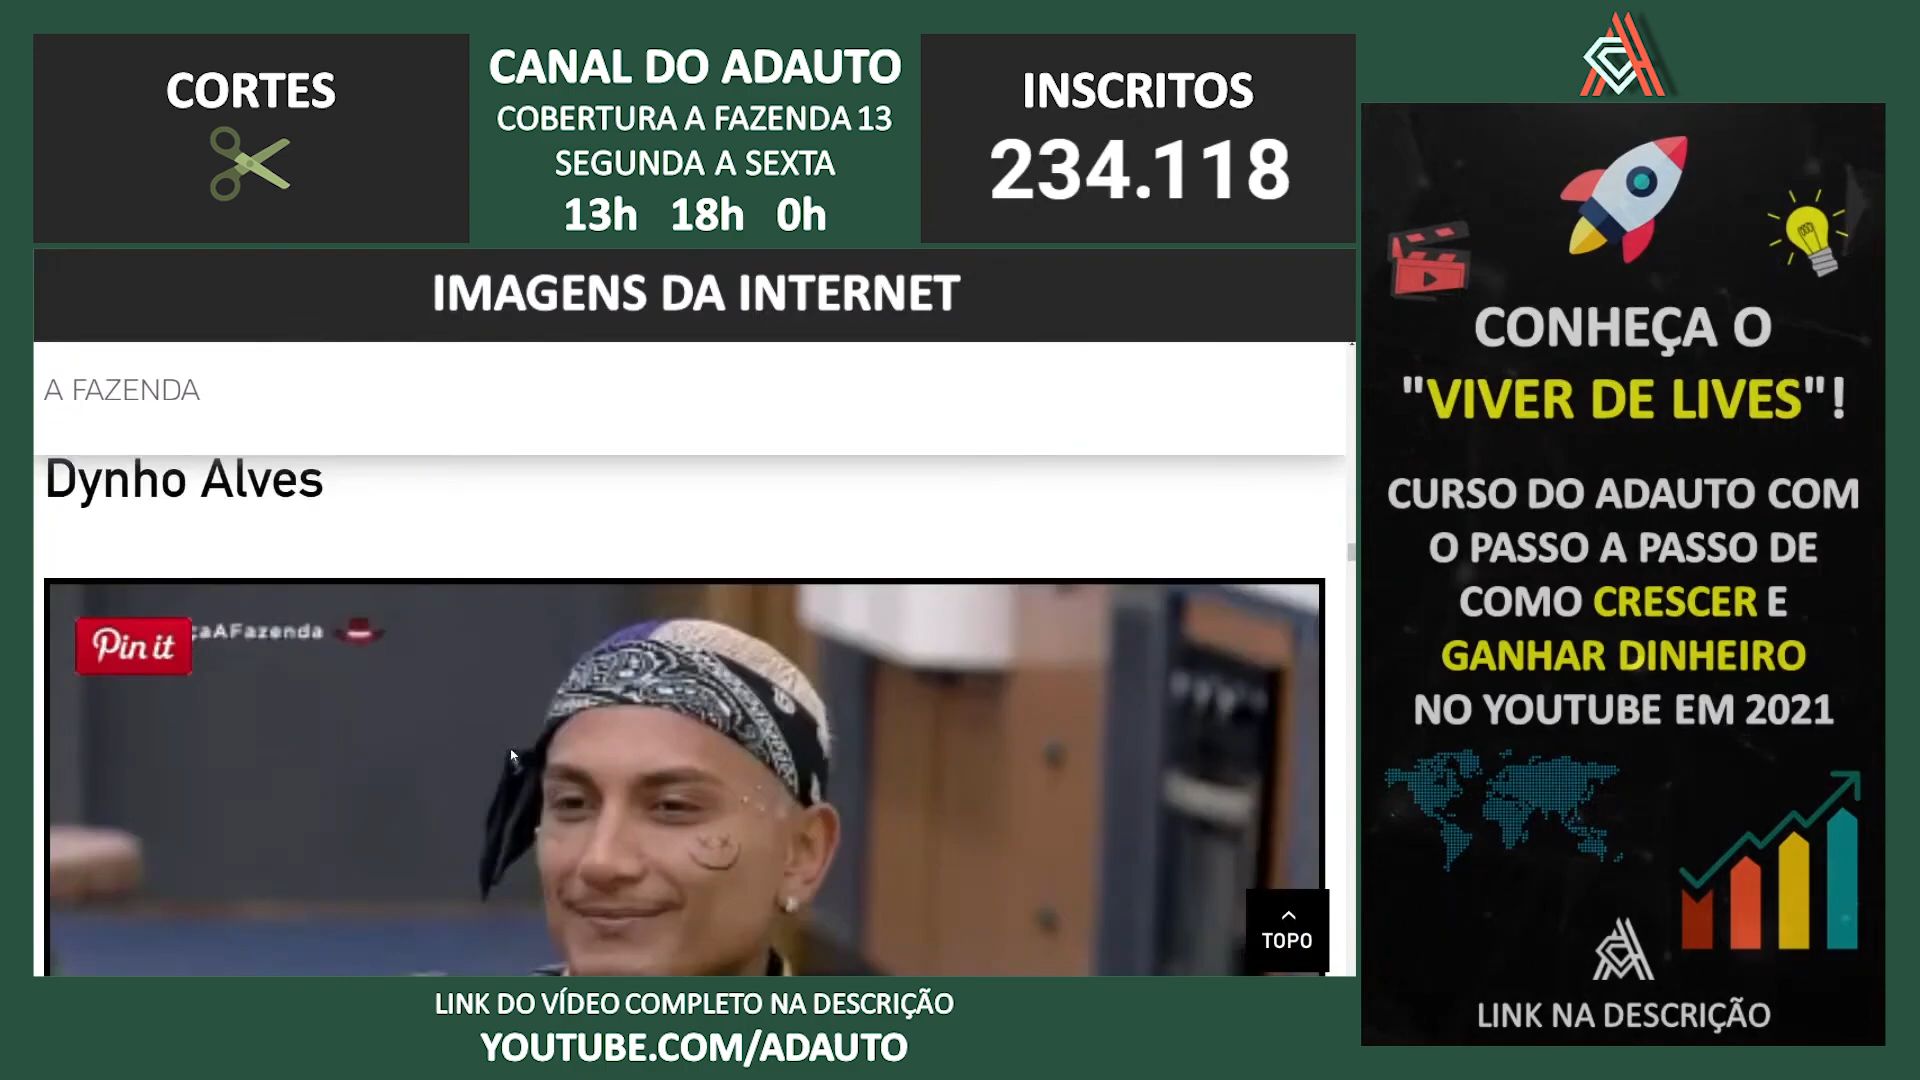 CORTES
CANAL DO ADAUTO
COBERTURA A FAZENDA 13
SEGUNDA A SEXTA
13h 18h 0h
INSCRITOS
234.118
IMAGENS DA INTERNET
A FAZENDA
Dynho Alves
Pin it
caAFazenda
TOPO
LINK DO VÍDEO COMPLETO NA DESCRIÇÃO
YOUTUBE.COM/ADAUTO
CONHEÇA O
"VIVER DE LIVES"!
CURSO DO ADAUTO COM
O PASSO A PASSO DE
COMO CRESCER E
GANHAR DINHEIRO
NO YOUTUBE EM 2021
LINK NA DESCRIÇÃO